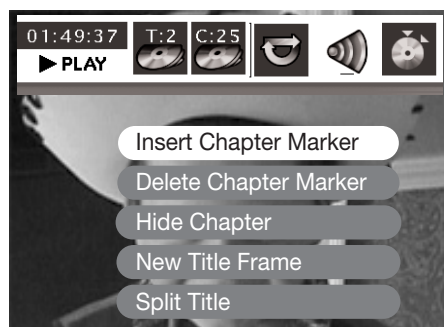 01:49:37 T:2 C:25
PLAY
Insert Chapter Marker
Delete Chapter Marker
Hide Chapter
New Title Frame
Split Title